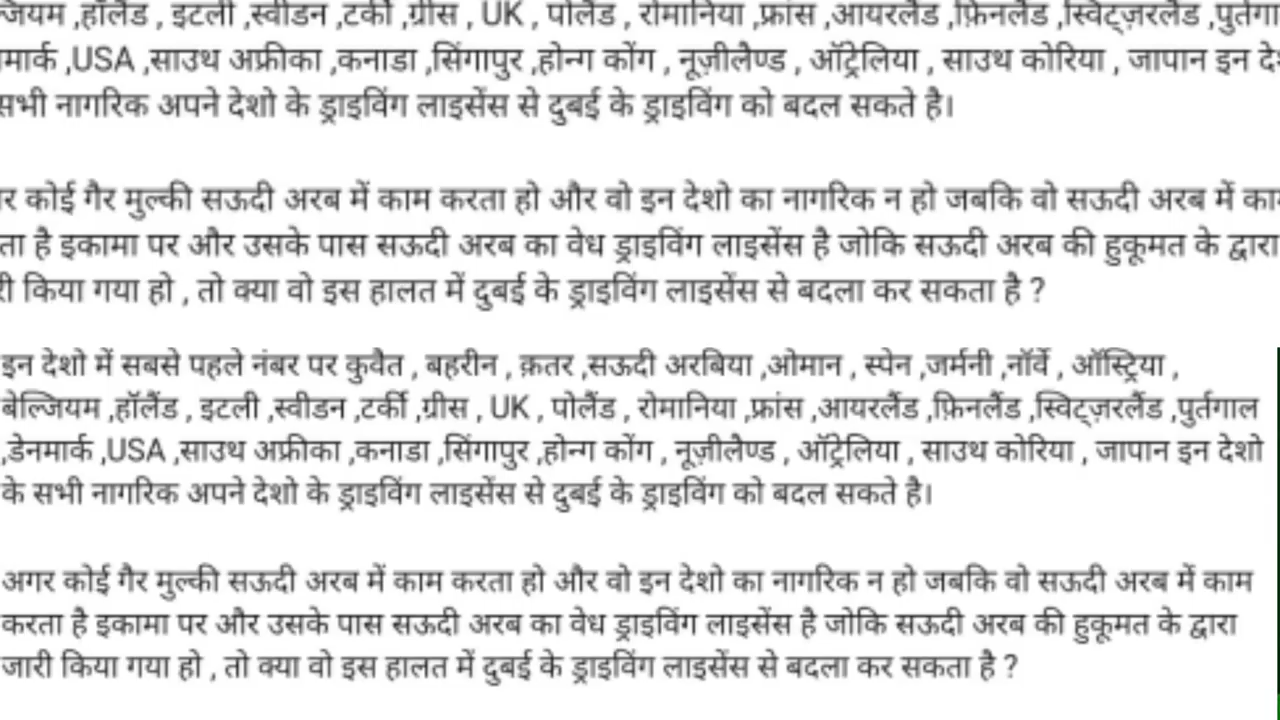 जियम ,हॉलैंड , इटली ,स्वीडन ,टर्की ,ग्रीस , UK , पोलैंड , रोमानिया ,फ्रांस ,आयरलैंड ,फ़िनलैंड ,स्विट्ज़रलैंड ,पुर्तगा
मार्क ,USA ,साउथ अफ्रीका ,कनाडा ,सिंगापुर ,होन्ग कोंग , नूज़ीलैण्ड , ऑट्रेलिया , साउथ कोरिया , जापान इन दे
सभी नागरिक अपने देशो के ड्राइविंग लाइसेंस से दुबई के ड्राइविंग को बदल सकते है।
र कोई गैर मुल्की सऊदी अरब में काम करता हो और वो इन देशो का नागरिक न हो जबकि वो सऊदी अरब में का
ता है इकामा पर और उसके पास सऊदी अरब का वेध ड्राइविंग लाइसेंस है जोकि सऊदी अरब की हुकूमत के द्वारा
री किया गया हो , तो क्या वो इस हालत में दुबई के ड्राइविंग लाइसेंस से बदला कर सकता है ?
इन देशो में सबसे पहले नंबर पर कुवैत , बहरीन , क़तर ,सऊदी अरबिया ,ओमान , स्पेन ,जर्मनी ,नॉर्वे , ऑस्ट्रिया ,
बेल्जियम ,हॉलैंड , इटली ,स्वीडन ,टर्की ,ग्रीस , UK , पोलैंड , रोमानिया ,फ्रांस ,आयरलैंड ,फ़िनलैंड ,स्विट्ज़रलैंड ,पुर्तगाल
,डेनमार्क ,USA ,साउथ अफ्रीका ,कनाडा ,सिंगापुर ,होन्ग कोंग , नूज़ीलैण्ड , ऑट्रेलिया , साउथ कोरिया , जापान इन देशो
के सभी नागरिक अपने देशो के ड्राइविंग लाइसेंस से दुबई के ड्राइविंग को बदल सकते है।
अगर कोई गैर मुल्की सऊदी अरब में काम करता हो और वो इन देशो का नागरिक न हो जबकि वो सऊदी अरब में काम
करता है इकामा पर और उसके पास सऊदी अरब का वेध ड्राइविंग लाइसेंस है जोकि सऊदी अरब की हुकूमत के द्वारा
जारी किया गया हो , तो क्या वो इस हालत में दुबई के ड्राइविंग लाइसेंस से बदला कर सकता है ?